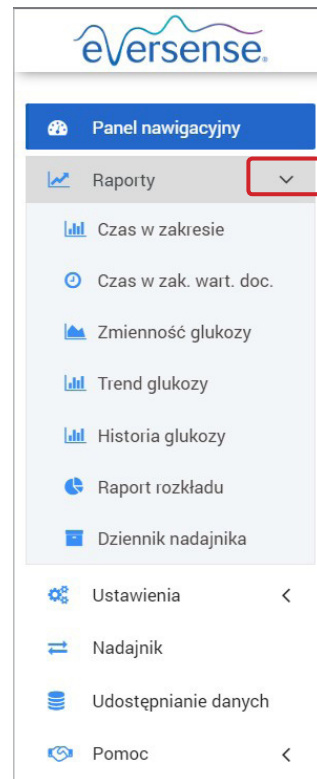 eversense.
Panel nawigacyjny
Raporty
Czas w zakresie
Czas w zak. wart. doc.
Zmienność glukozy
Trend glukozy
Historia glukozy
Raport rozkładu
Dziennik nadajnika
Ustawienia
Nadajnik
Udostępnianie danych
Pomoc